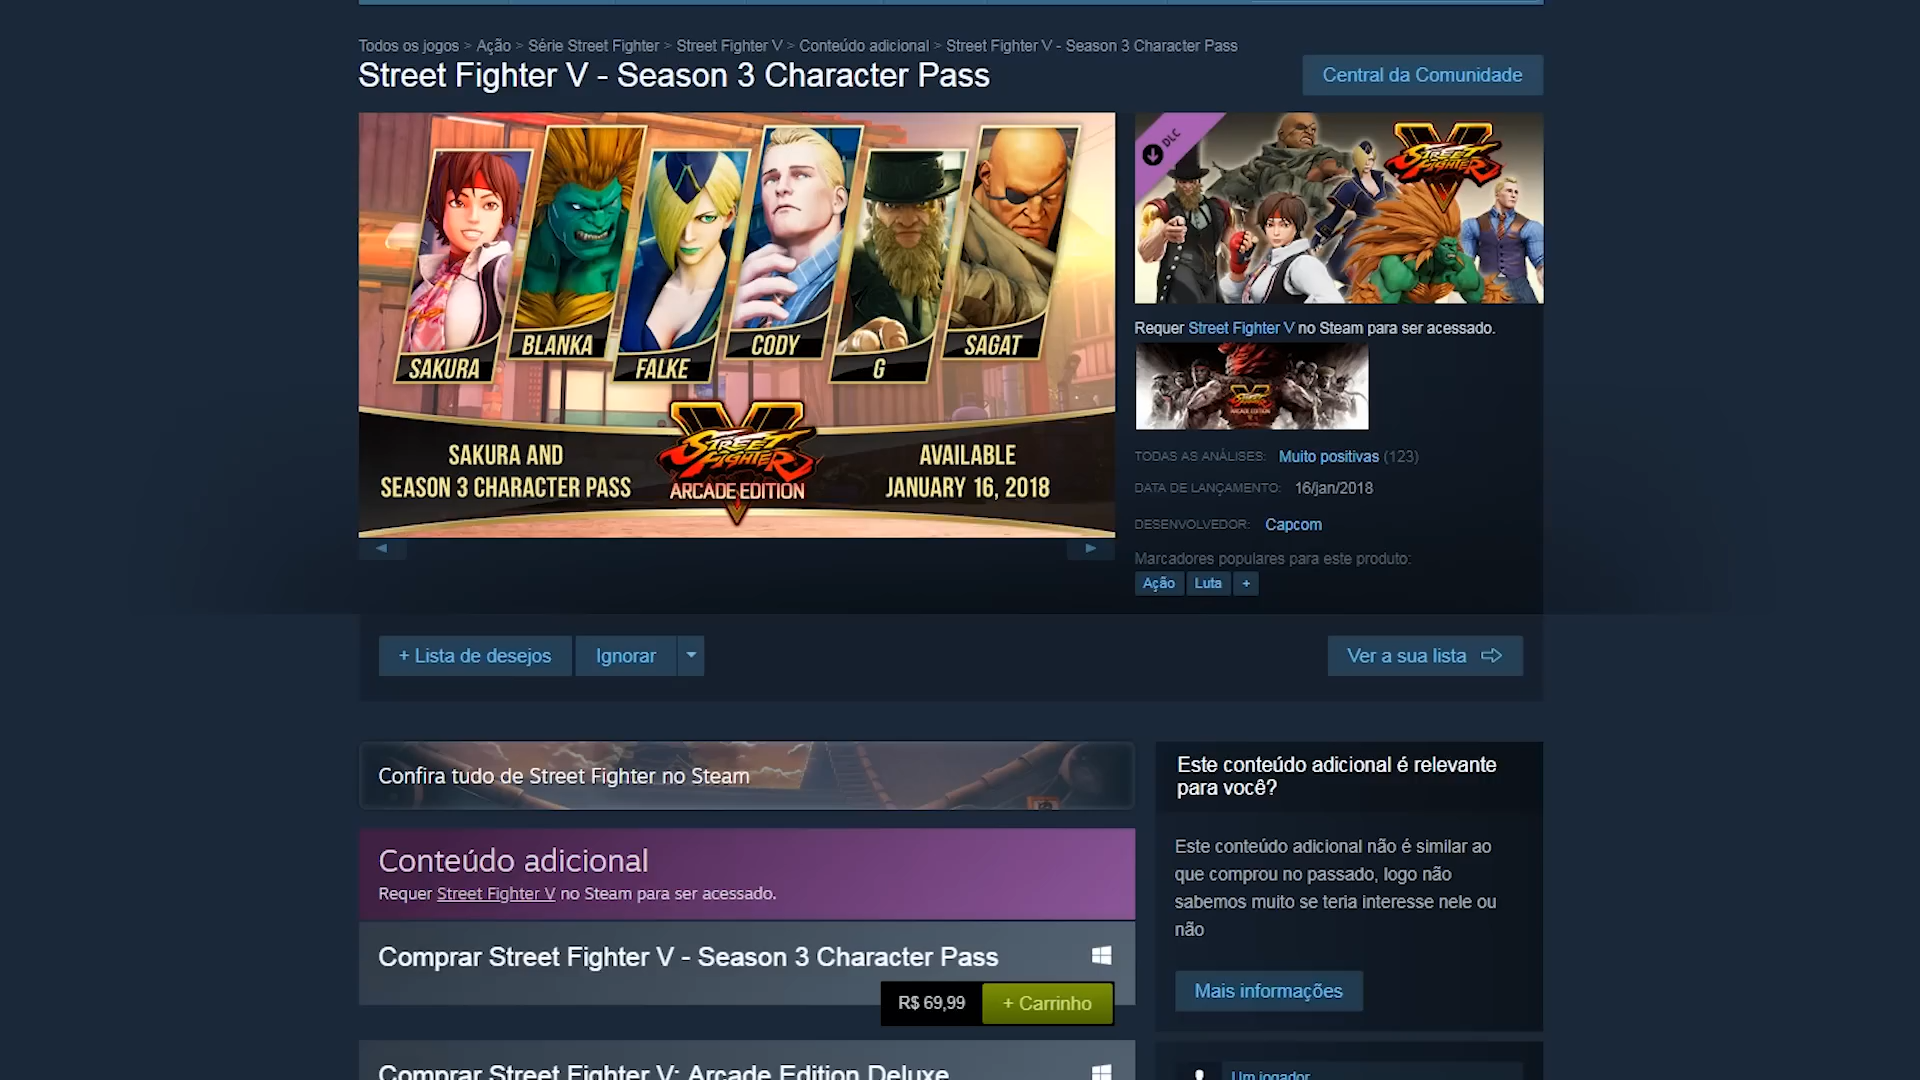 Todos os jogos > Ação > Série Street Fighter > Street Fighter V > Conteúdo adicional > Street Fighter V - Season 3 Character Pass
Street Fighter V - Season 3 Character Pass
Central da Comunidade
SAKURA
BLANKA
FALKE
CODY
G
SAGAT
SAKURA AND
SEASON 3 CHARACTER PASS
STREET FIGHTER V
ARCADE EDITION
AVAILABLE
JANUARY 16, 2018
DLC
STREET FIGHTER V
Requer Street Fighter V no Steam para ser acessado.
STREET FIGHTER V
ARCADE EDITION
TODAS AS ANÁLISES: Muito positivas (123)
DATA DE LANÇAMENTO: 16/jan/2018
DESENVOLVEDOR: Capcom
Marcadores populares para este produto:
Ação Luta +
+ Lista de desejos
Ignorar
Ver a sua lista
Confira tudo de Street Fighter no Steam
Conteúdo adicional
Requer Street Fighter V no Steam para ser acessado.
Comprar Street Fighter V - Season 3 Character Pass
R$ 69,99
+ Carrinho
Comprar Street Fighter V: Arcade Edition Deluxe
Este conteúdo adicional é relevante
para você?
Este conteúdo adicional não é similar ao
que comprou no passado, logo não
sabemos muito se teria interesse nele ou
não
Mais informações
Um jogador